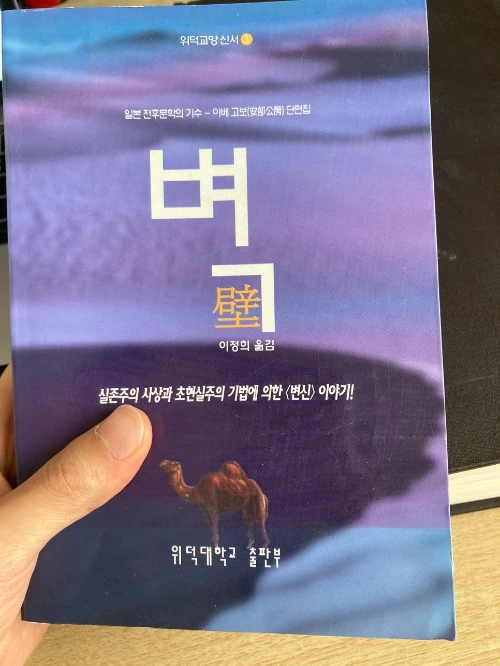 위덕교양 신서 3
일본 전후문학의 기수 - 아베 고보(安部公房) 단편집
벽
壁
이정희 옮김
실존주의 사상과 초현실주의 기법에 의한 〈변신〉 이야기!
위덕대학교 출판부